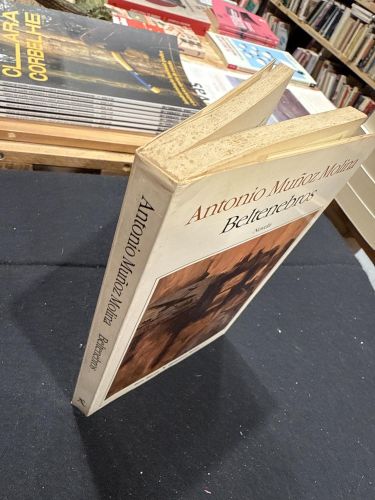 CLARA
CORBELHE
Antonio Muñoz Molina
Beltenebros
Novela
Antonio Muñoz Molina Beltenebros